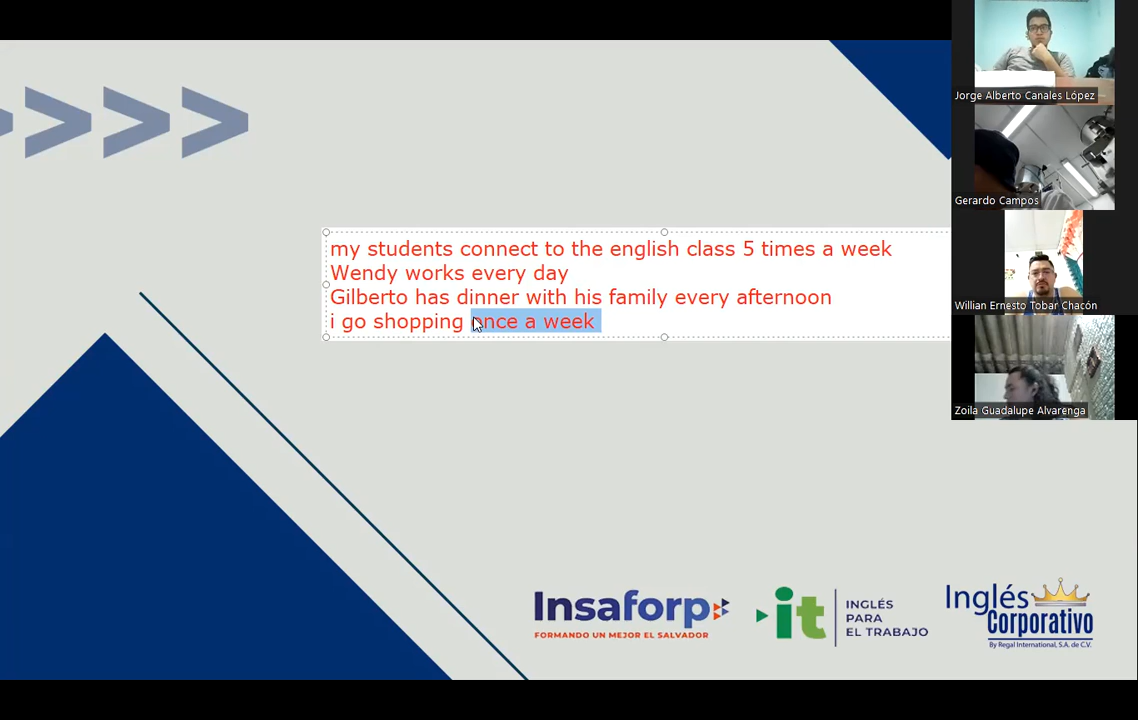 my students connect to the english class 5 times a week
Wendy works every day
Gilberto has dinner with his family every afternoon
i go shopping once a week
Jorge Alberto Canales López
Gerardo Campos
Willian Ernesto Tobar Chacón
Zoila Guadalupe Alvarenga
Insaforp
FORMANDO UN MEJOR EL SALVADOR
it
INGLÉS
PARA
EL TRABAJO
Inglés
Corporativo
By Regal International, S.A. de C.V.